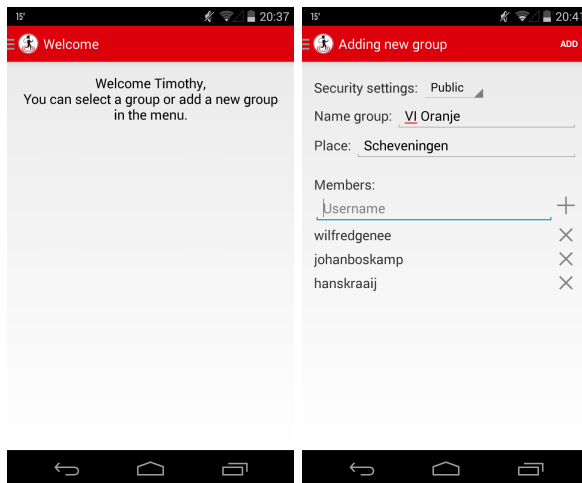 15°
20:37
Welcome
Welcome Timothy,
You can select a group or add a new group
in the menu.
15°
20:41
Adding new group
ADD
Security settings: Public
Name group: VI Oranje
Place: Scheveningen
Members:
Username
wilfredgenee
johanboskamp
hanskraaij